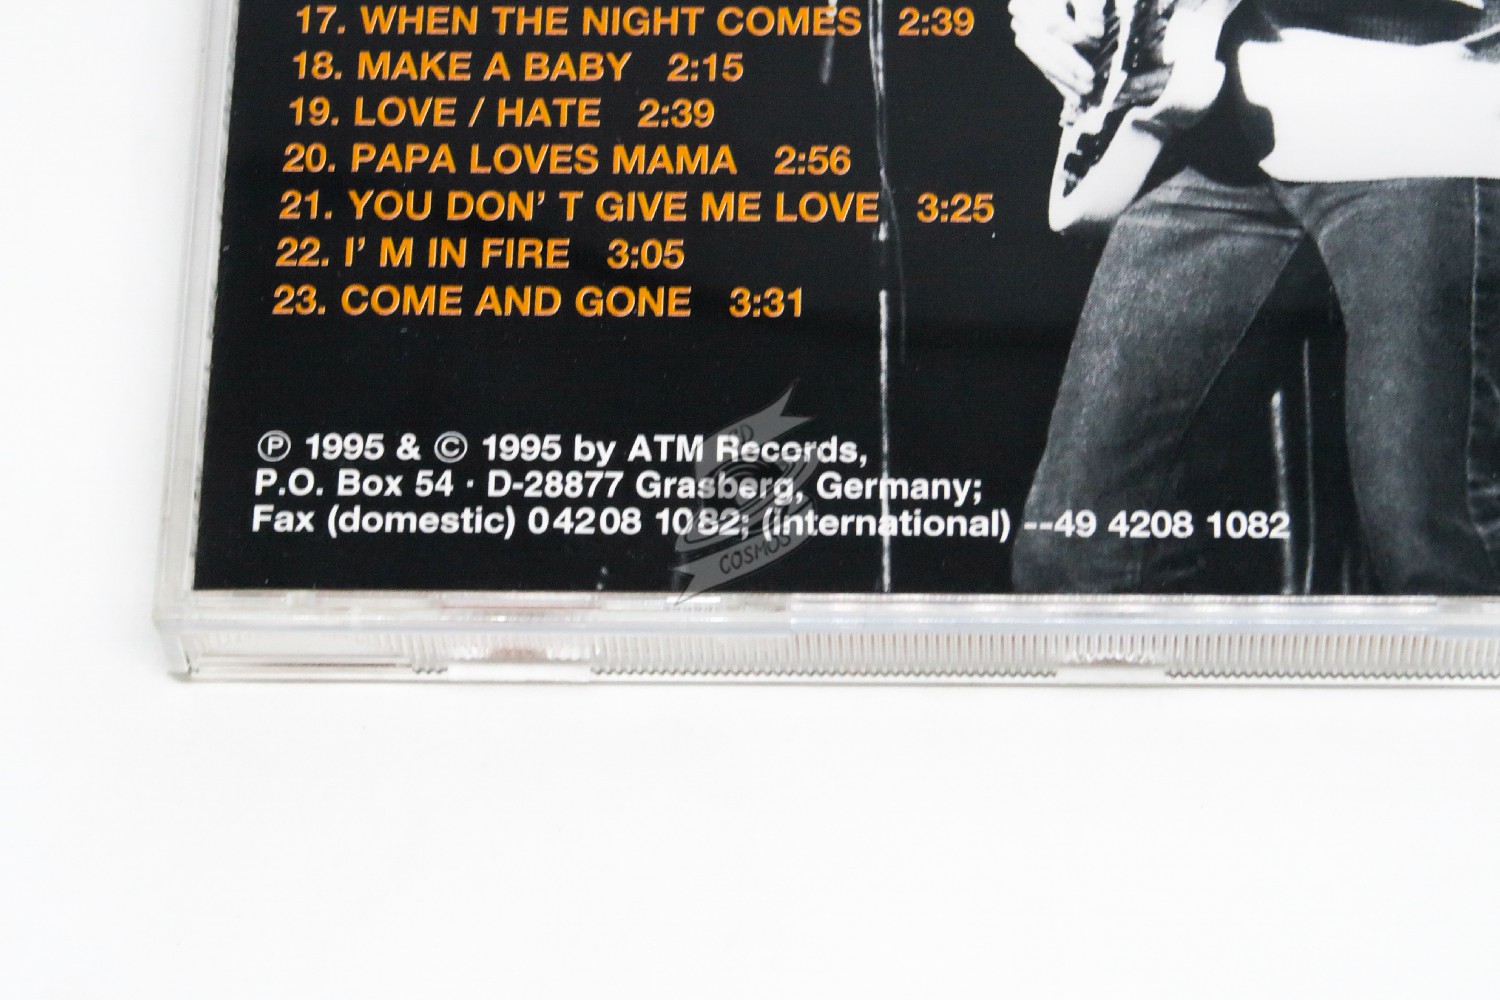 17. WHEN THE NIGHT COMES 2:39
18. MAKE A BABY 2:15
19. LOVE / HATE 2:39
20. PAPA LOVES MAMA 2:56
21. YOU DON' T GIVE ME LOVE 3:25
22. I' M IN FIRE 3:05
23. COME AND GONE 3:31
℗ 1995 & © 1995 by ATM Records,
P.O. Box 54 · D-28877 Grasberg, Germany;
Fax (domestic) 04208 1082; (international) --49 4208 1082
CD
COSMOS